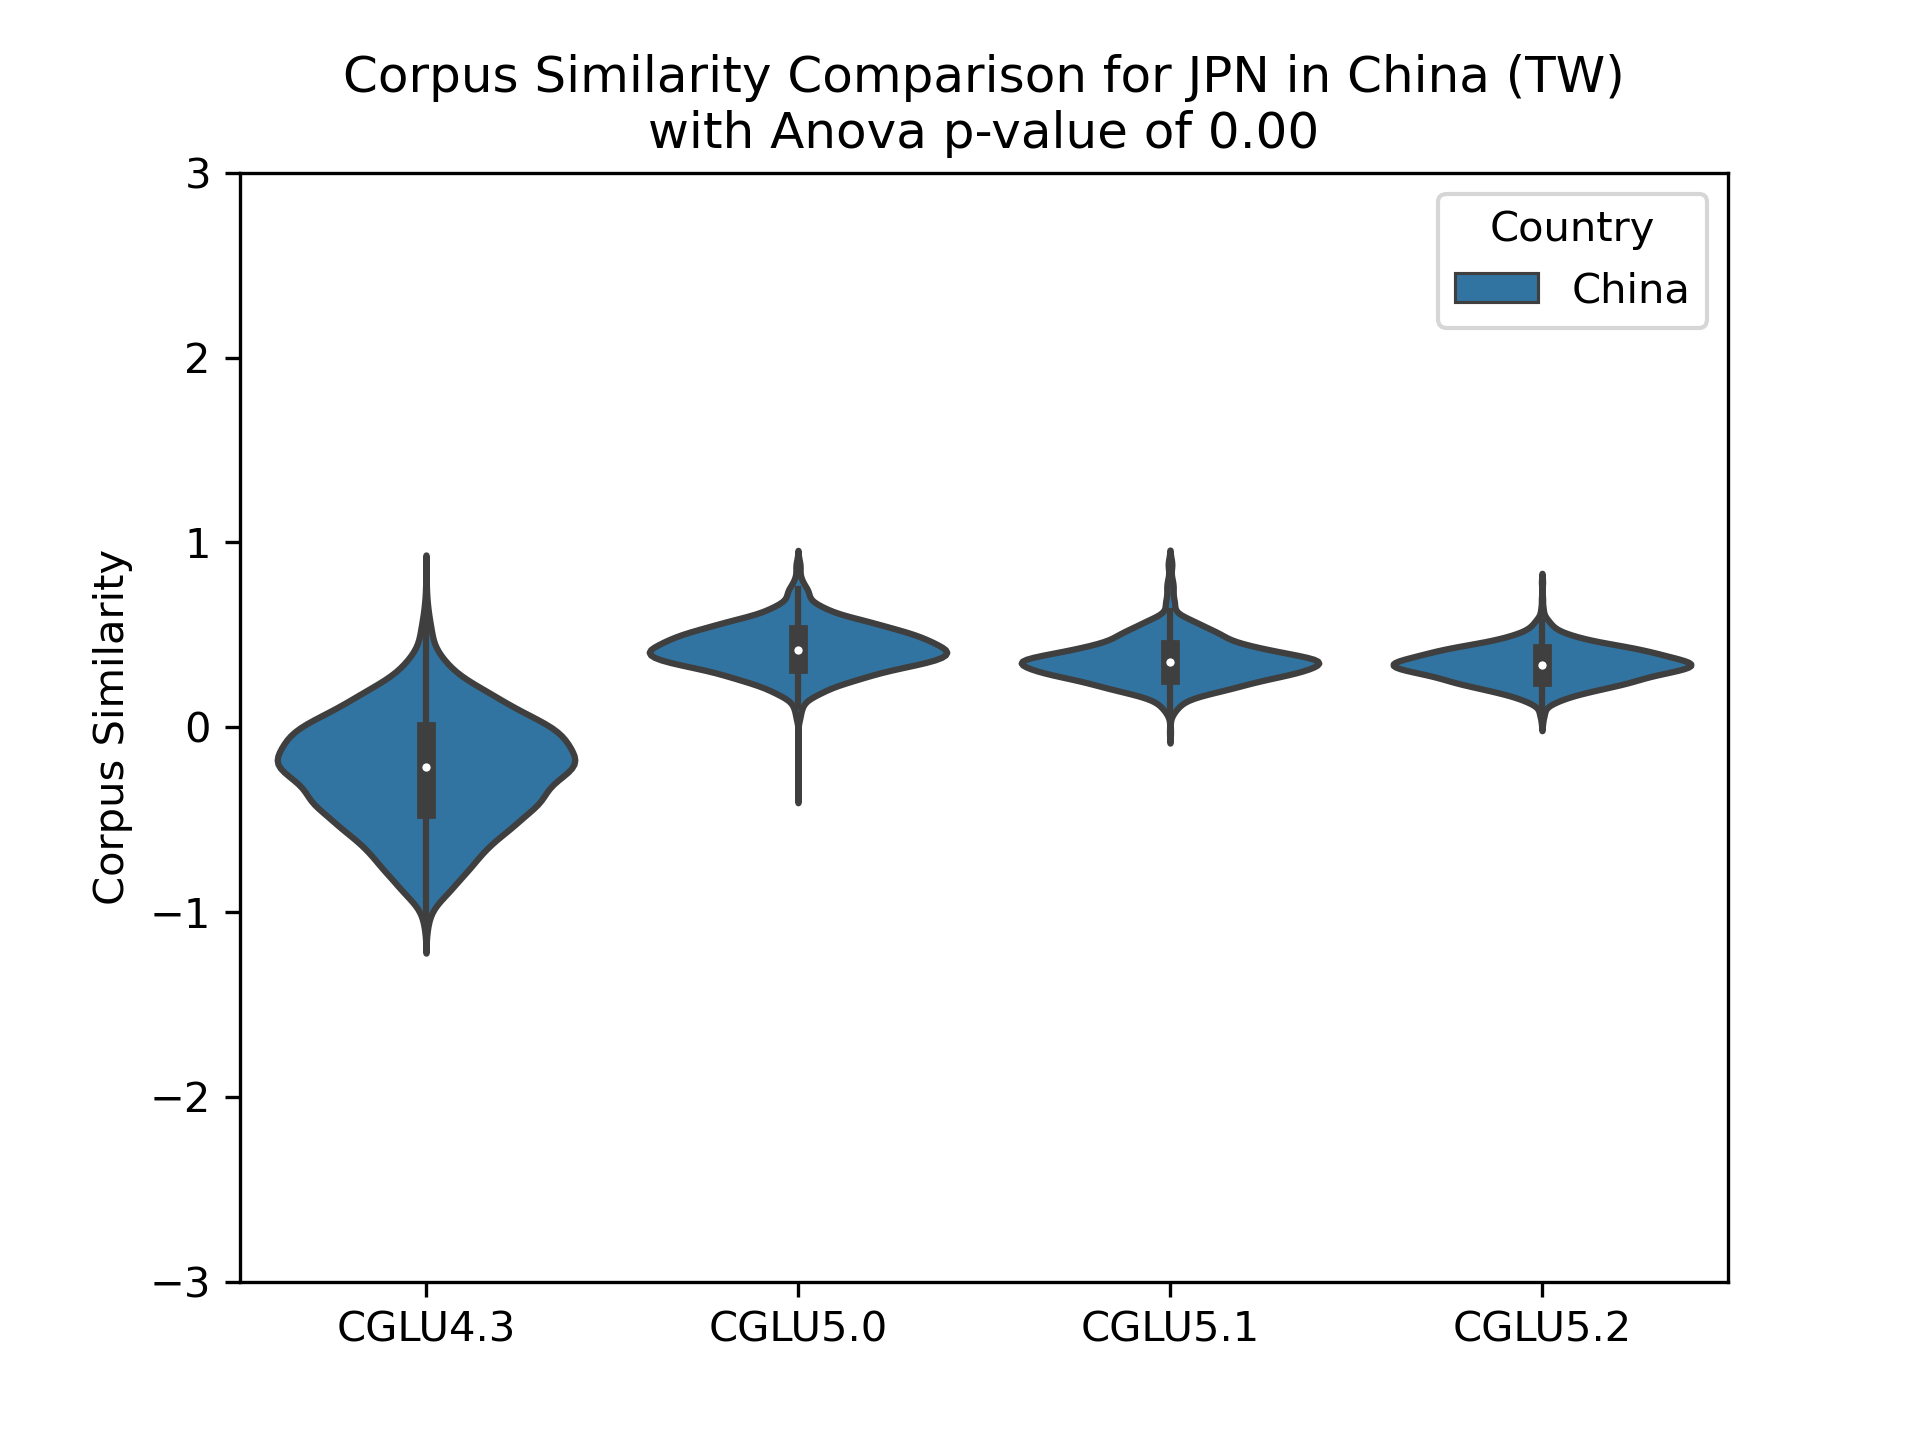 Corpus Similarity Comparison for JPN in China (TW)
with Anova p-value of 0.00
3
2
1
0
−1
−2
−3
Corpus Similarity
Country
China
CGLU4.3
CGLU5.0
CGLU5.1
CGLU5.2